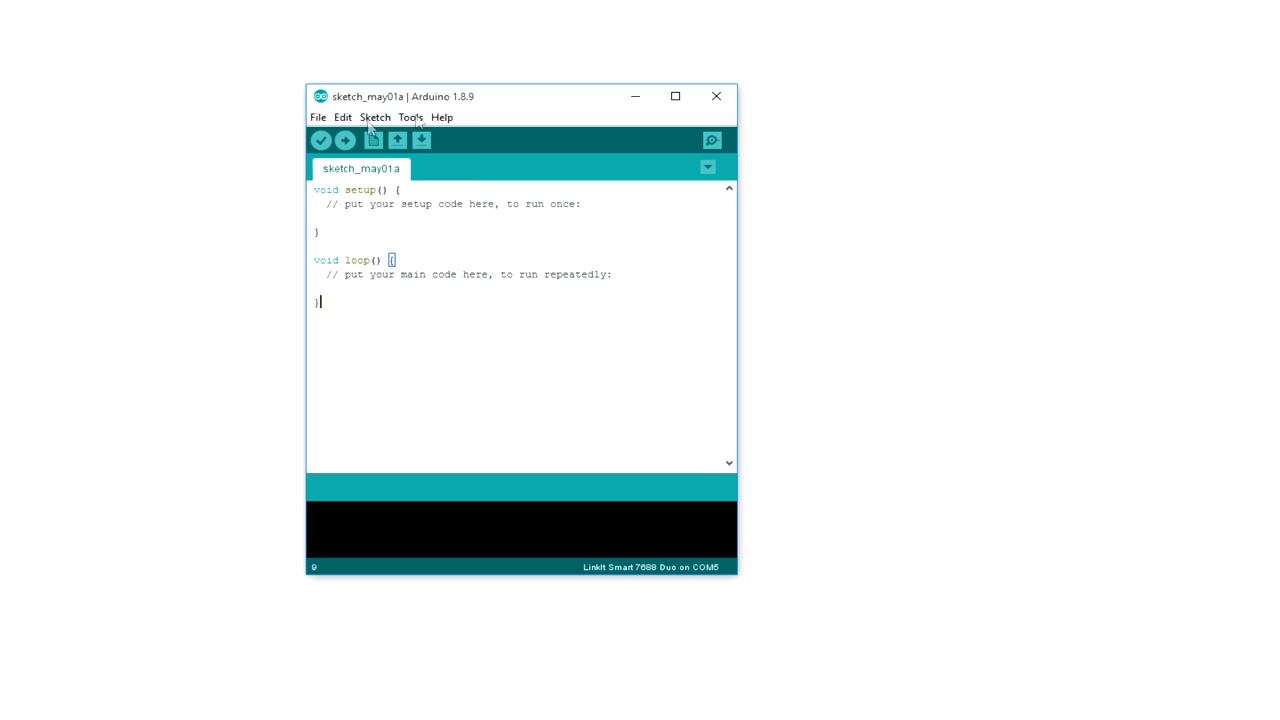 sketch_may01a | Arduino 1.8.9
File Edit Sketch Tools Help
sketch_may01a
void setup() {
  // put your setup code here, to run once:
}
void loop() {
  // put your main code here, to run repeatedly:
}
9 LinkIt Smart 7688 Duo on COM5